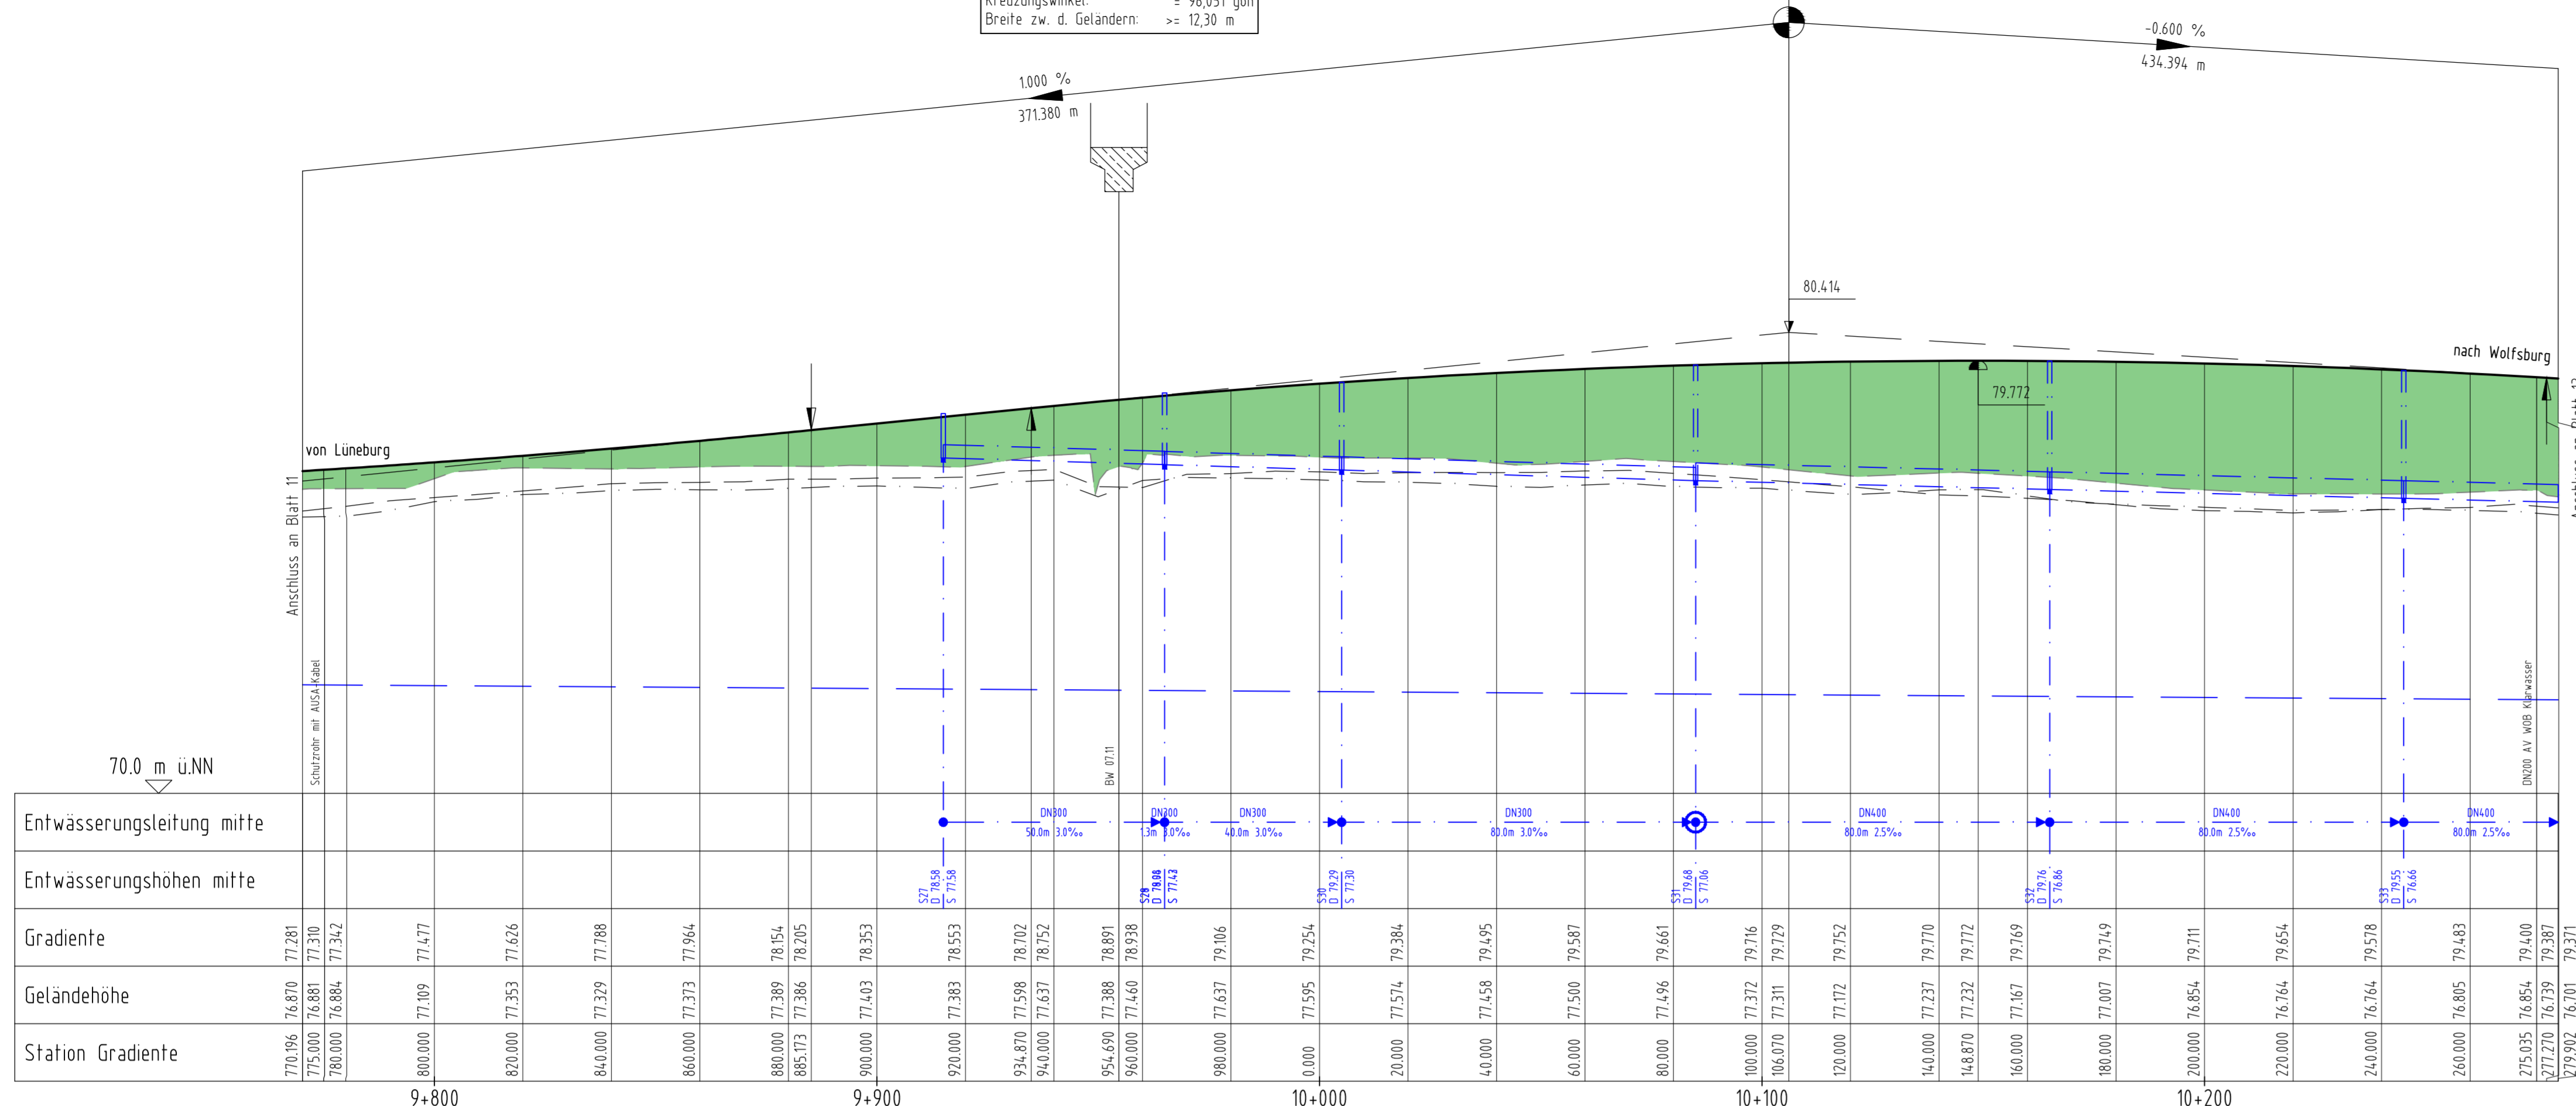 Kreuzungswinkel: = 98,051 gon
Breite zw. d. Geländern: >= 12,30 m
-0.600 %
434.394 m
1.000 %
371.380 m
80.414
nach Wolfsburg
79.772
von Lüneburg
Anschluss an Blatt 11
Schutzrohr mit AUSA-Kabel
BW 07.11
DN200 AV WOB Klarwasser
70.0 m ü.NN
Entwässerungsleitung mitte
DN300 DN300 DN300 DN300 DN400 DN400 DN400
50.0m 3.0‰ 1.3m 3.0‰ 40.0m 3.0‰ 80.0m 3.0‰ 80.0m 2.5‰ 80.0m 2.5‰ 80.0m 2.5‰
Entwässerungshöhen mitte
S27 D 78.58 S 77.58
S 77.43
S30 D 79.29 S 77.30
S31 D 79.68 S 77.06
S32 D 79.76 S 76.86
S33 D 79.55 S 76.66
Gradiente 77.281 77.310 77.342 77.477 77.626 77.788 77.964 78.154 78.205 78.353 78.553 78.702 78.752 78.891 78.938 79.106 79.254 79.384 79.495 79.587 79.661 79.716 79.729 79.752 79.770 79.772 79.769 79.749 79.711 79.654 79.578 79.483 79.400 79.387 79.371
Geländehöhe 76.870 76.881 76.884 77.109 77.353 77.329 77.373 77.389 77.386 77.403 77.383 77.598 77.637 77.388 77.460 77.637 77.595 77.574 77.458 77.500 77.496 77.372 77.311 77.172 77.237 77.232 77.167 77.007 76.854 76.764 76.764 76.805 76.854 76.739 76.701
Station Gradiente 770.196 775.000 780.000 800.000 820.000 840.000 860.000 880.000 885.173 900.000 920.000 934.870 940.000 954.690 960.000 980.000 0.000 20.000 40.000 60.000 80.000 100.000 106.070 120.000 140.000 148.870 160.000 180.000 200.000 220.000 240.000 260.000 275.035 277.270 279.902
9+800 9+900 10+000 10+100 10+200